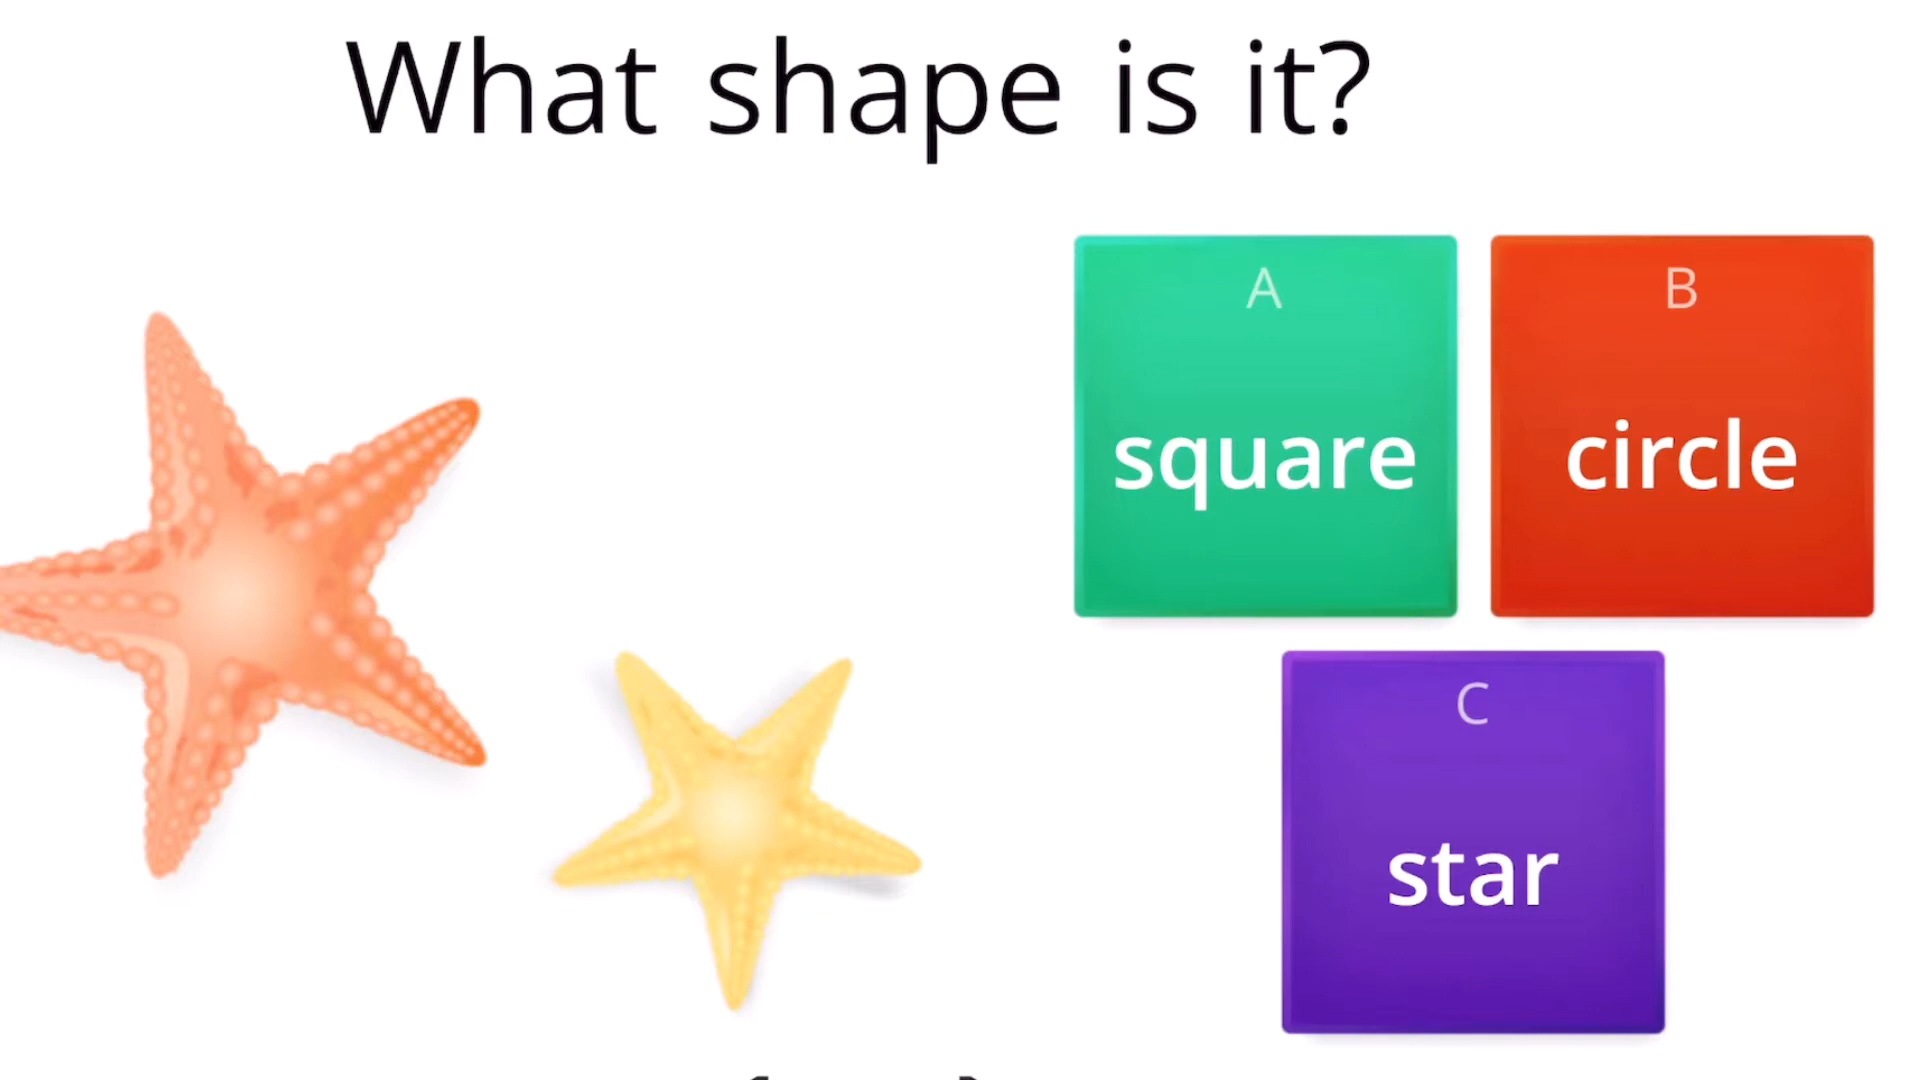 What shape is it?
A
square
B
circle
C
star